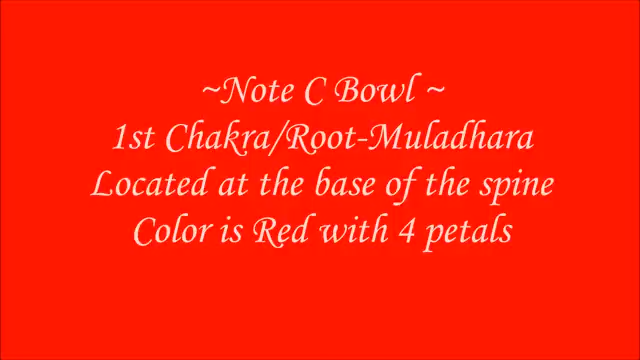 ~Note C Bowl ~
1st Chakra/Root-Muladhara
Located at the base of the spine
Color is Red with 4 petals